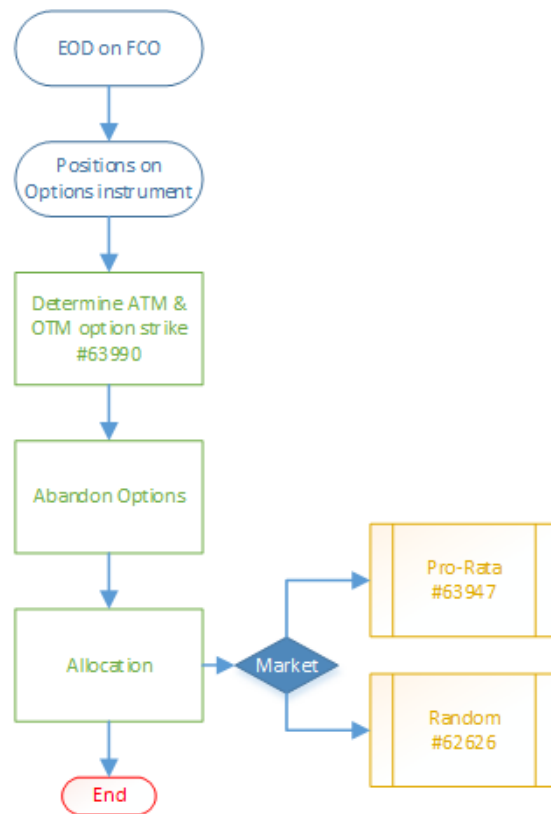 EOD on FCO
Positions on
Options instrument
Determine ATM &
OTM option strike
#63990
Abandon Options
Allocation
Market
Pro-Rata
#63947
Random
#62626
End